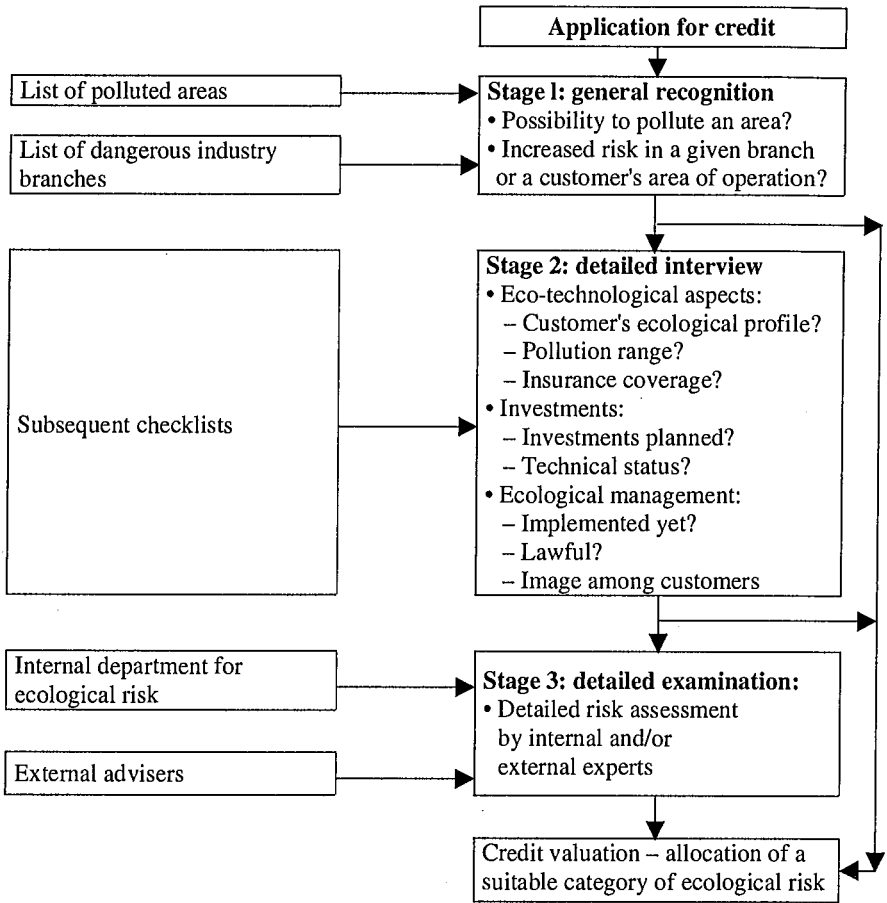 Application for credit
List of polluted areas
List of dangerous industry
branches
Stage l: general recognition
• Possibility to pollute an area?
• Increased risk in a given branch
or a customer's area of operation?
Subsequent checklists
Stage 2: detailed interview
• Eco-technological aspects:
– Customer's ecological profile?
– Pollution range?
– Insurance coverage?
• Investments:
– Investments planned?
– Technical status?
• Ecological management:
– Implemented yet?
– Lawful?
– Image among customers
Internal department for
ecological risk
External advisers
Stage 3: detailed examination:
• Detailed risk assessment
by internal and/or
external experts
Credit valuation – allocation of a
suitable category of ecological risk